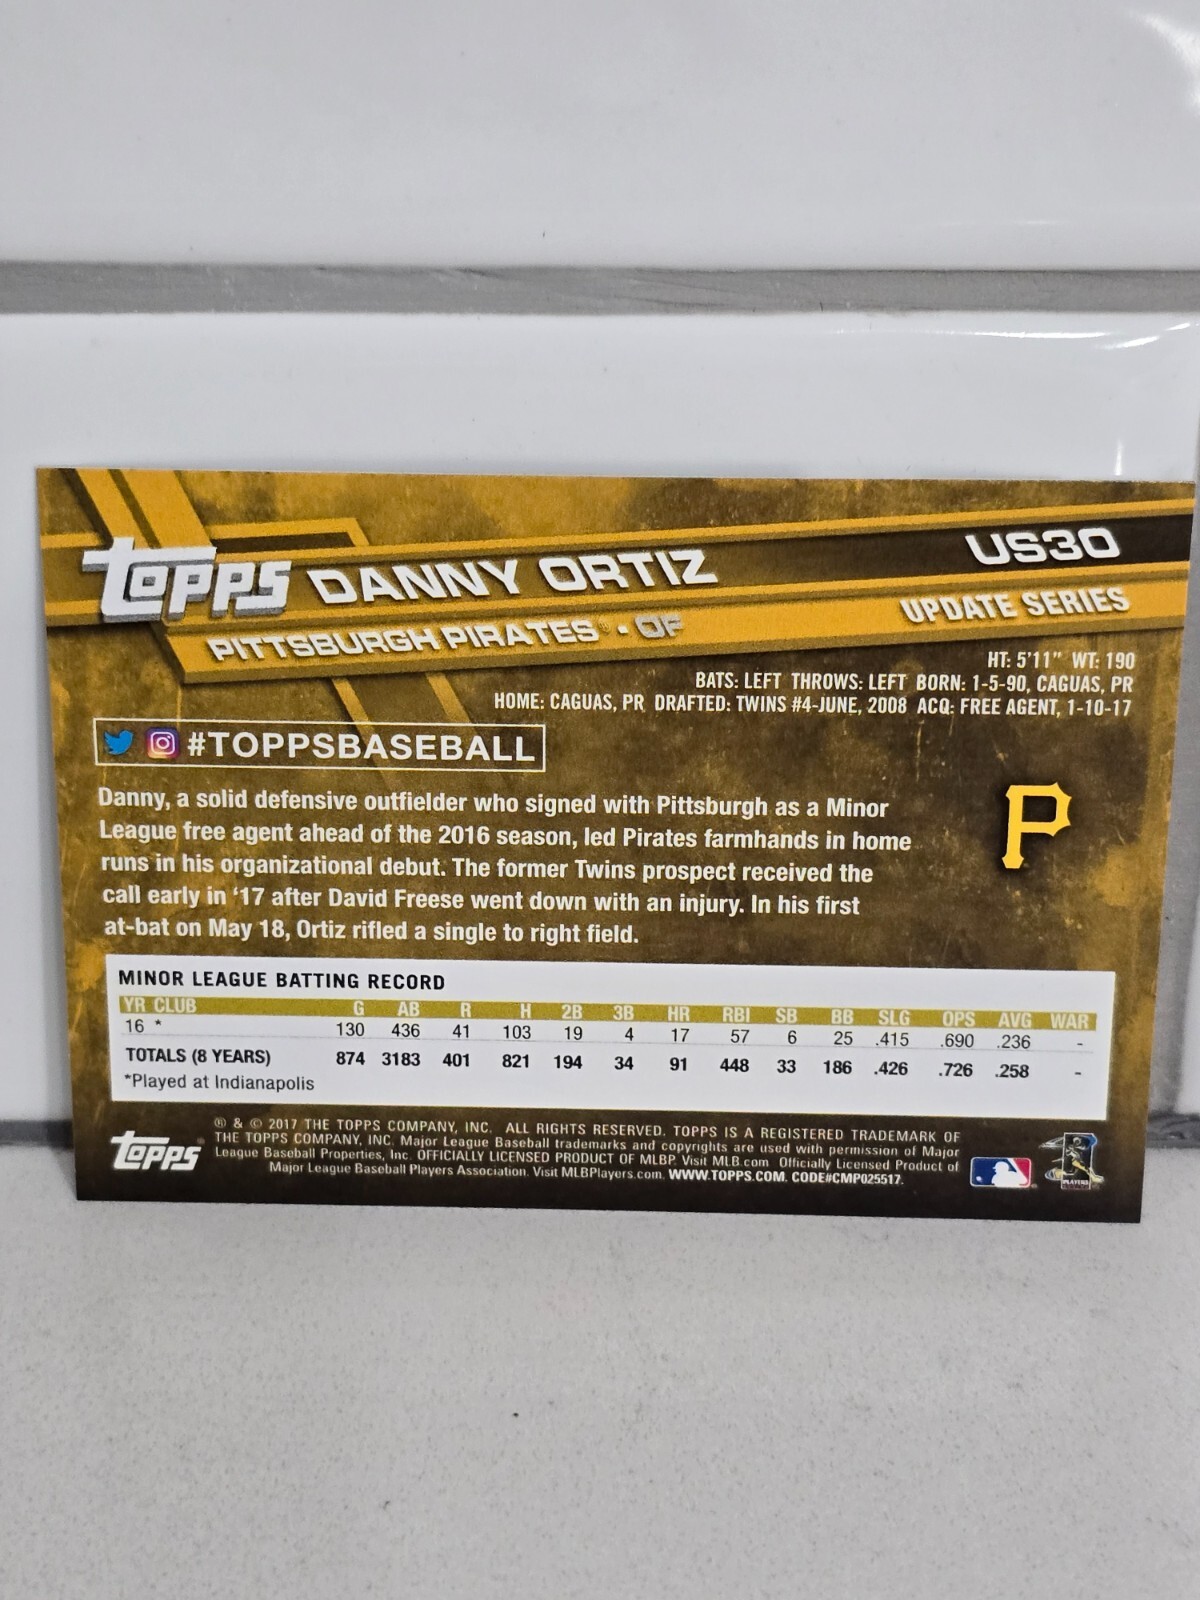 topps DANNY ORTIZ US30
PITTSBURGH PIRATES® • OF UPDATE SERIES
HT: 5'11" WT: 190
BATS: LEFT THROWS: LEFT BORN: 1-5-90, CAGUAS, PR
HOME: CAGUAS, PR DRAFTED: TWINS #4-JUNE, 2008 ACQ: FREE AGENT, 1-10-17
#TOPPSBASEBALL
Danny, a solid defensive outfielder who signed with Pittsburgh as a Minor
League free agent ahead of the 2016 season, led Pirates farmhands in home
runs in his organizational debut. The former Twins prospect received the
call early in '17 after David Freese went down with an injury. In his first
at-bat on May 18, Ortiz rifled a single to right field.
P
MINOR LEAGUE BATTING RECORD
YR CLUB G AB R H 2B 3B HR RBI SB BB SLG OPS AVG WAR
16 * 130 436 41 103 19 4 17 57 6 25 .415 .690 .236 -
TOTALS (8 YEARS) 874 3183 401 821 194 34 91 448 33 186 .426 .726 .258 -
*Played at Indianapolis
topps®
® & © 2017 THE TOPPS COMPANY, INC. ALL RIGHTS RESERVED. TOPPS IS A REGISTERED TRADEMARK OF
THE TOPPS COMPANY, INC. Major League Baseball trademarks and copyrights are used with permission of Major
League Baseball Properties, Inc. OFFICIALLY LICENSED PRODUCT OF MLBP. Visit MLB.com Officially Licensed Product of
Major League Baseball Players Association. Visit MLBPlayers.com. WWW.TOPPS.COM. CODE#CMP025517.
PLAYERS